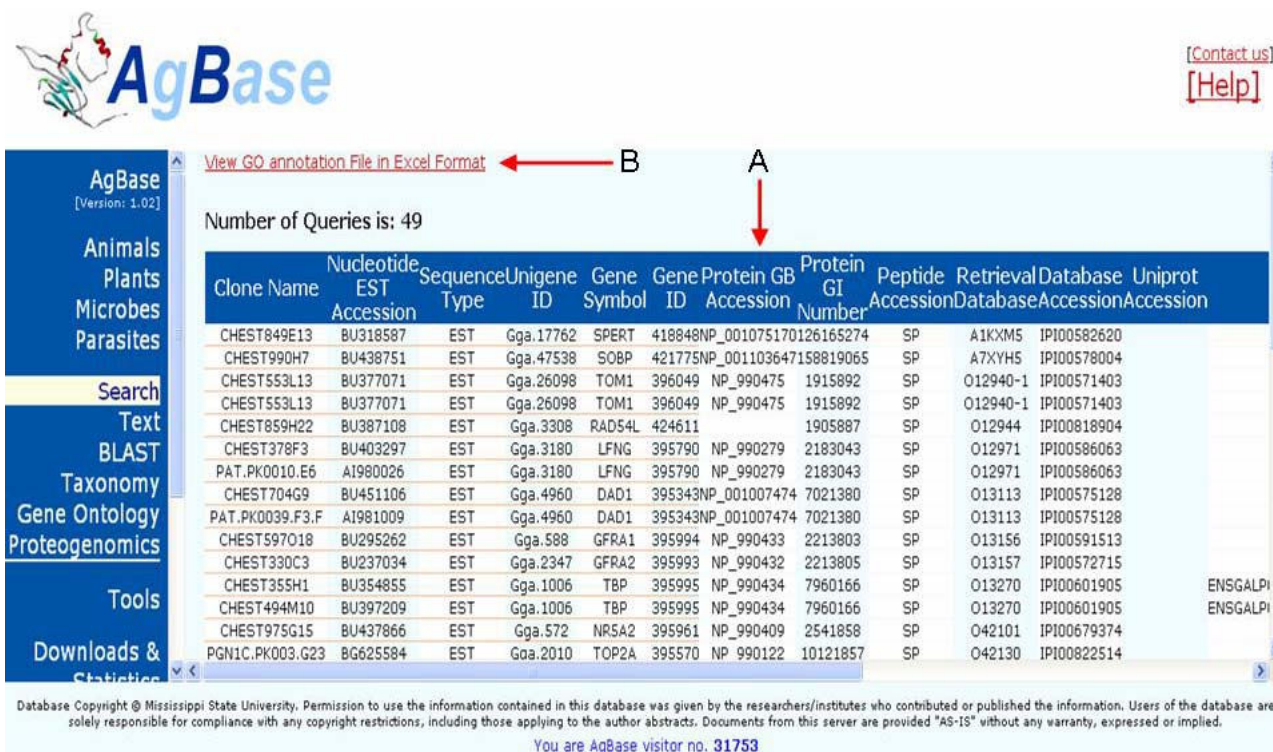 AgBase
[Contact us]
[Help]
AgBase
[Version: 1.02]
Animals
Plants
Microbes
Parasites
Search
Text
BLAST
Taxonomy
Gene Ontology
Proteogenomics
Tools
Downloads &
Statistics
View GO annotation File in Excel Format
B
A
Number of Queries is: 49
Clone Name Nucleotide EST Accession Sequence Type Unigene ID Gene Symbol Gene ID Protein GB Accession Protein GI Number Peptide Accession Retrieval Database Database Accession Uniprot Accession
CHEST849E13 BU318587 EST Gga.17762 SPERT 418848 NP_001075170 126165274 SP A1KXM5 IPI00582620
CHEST990H7 BU438751 EST Gga.47538 SOBP 421775 NP_001103647 158819065 SP A7XYH5 IPI00578004
CHEST553L13 BU377071 EST Gga.26098 TOM1 396049 NP_990475 1915892 SP O12940-1 IPI00571403
CHEST553L13 BU377071 EST Gga.26098 TOM1 396049 NP_990475 1915892 SP O12940-1 IPI00571403
CHEST859H22 BU387108 EST Gga.3308 RAD54L 424611 1905887 SP O12944 IPI00818904
CHEST378F3 BU403297 EST Gga.3180 LFNG 395790 NP_990279 2183043 SP O12971 IPI00586063
PAT.PK0010.E6 AI980026 EST Gga.3180 LFNG 395790 NP_990279 2183043 SP O12971 IPI00586063
CHEST704G9 BU451106 EST Gga.4960 DAD1 395343 NP_001007474 7021380 SP O13113 IPI00575128
PAT.PK0039.F3.F AI981009 EST Gga.4960 DAD1 395343 NP_001007474 7021380 SP O13113 IPI00575128
CHEST597O18 BU295262 EST Gga.588 GFRA1 395994 NP_990433 2213803 SP O13156 IPI00591513
CHEST330C3 BU237034 EST Gga.2347 GFRA2 395993 NP_990432 2213805 SP O13157 IPI00572715
CHEST355H1 BU354855 EST Gga.1006 TBP 395995 NP_990434 7960166 SP O13270 IPI00601905 ENSGALP
CHEST494M10 BU397209 EST Gga.1006 TBP 395995 NP_990434 7960166 SP O13270 IPI00601905 ENSGALP
CHEST975G15 BU437866 EST Gga.572 NR5A2 395961 NP_990409 2541858 SP O42101 IPI00679374
PGN1C.PK003.G23 BG625584 EST Gga.2010 TOP2A 395570 NP_990122 10121857 SP O42130 IPI00822514
Database Copyright © Mississippi State University. Permission to use the information contained in this database was given by the researchers/institutes who contributed or published the information. Users of the database are
solely responsible for compliance with any copyright restrictions, including those applying to the author abstracts. Documents from this server are provided "AS-IS" without any warranty, expressed or implied.
You are AgBase visitor no. 31753